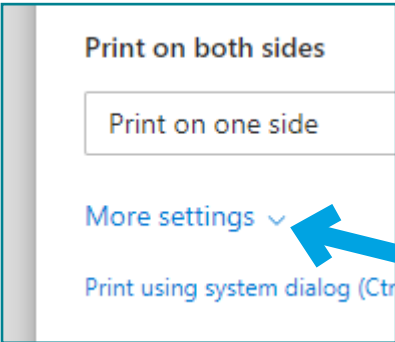 Print on both sides
Print on one side
More settings
Print using system dialog (Ctr